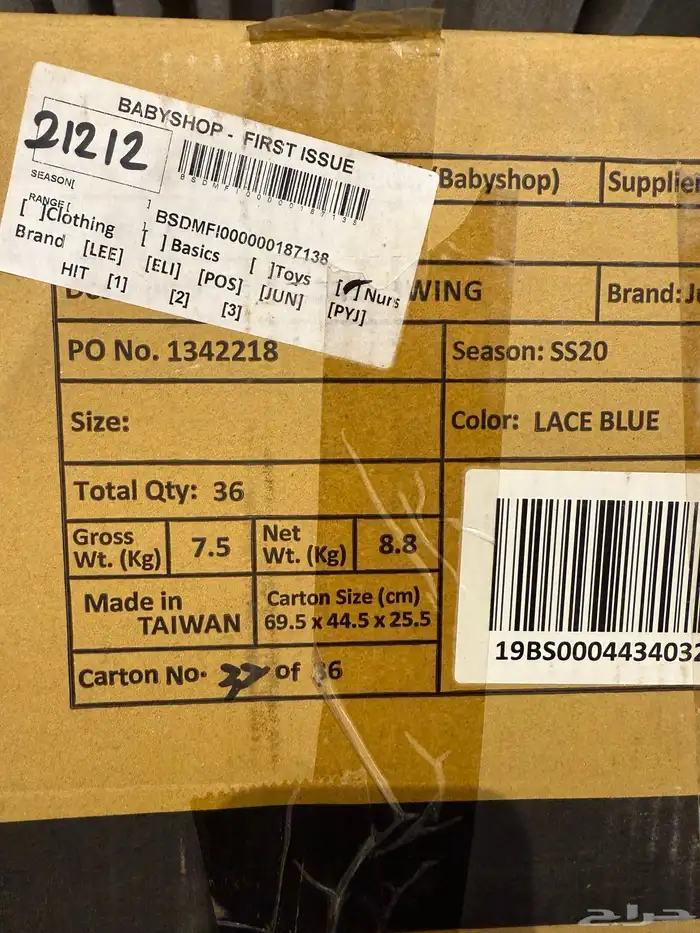 BABYSHOP - FIRST ISSUE
21212
BSDMFI000000187138
SEASON[ ]
RANGE [
BSDMFI000000187138
[ ]Clothing [ ] Basics [ ]Toys [ ] Nurs
Brand [LEE] [ELI] [POS] [JUN] [PYJ]
HIT [1] [2] [3]
/Babyshop) Supplier
WING Brand: Ju
PO No. 1342218 Season: SS20
Size: Color: LACE BLUE
Total Qty: 36
Gross Wt. (Kg) 7.5 Net Wt. (Kg) 8.8
Made in TAIWAN Carton Size (cm) 69.5 x 44.5 x 25.5
19BS0004434032
Carton No. of 36
حراج